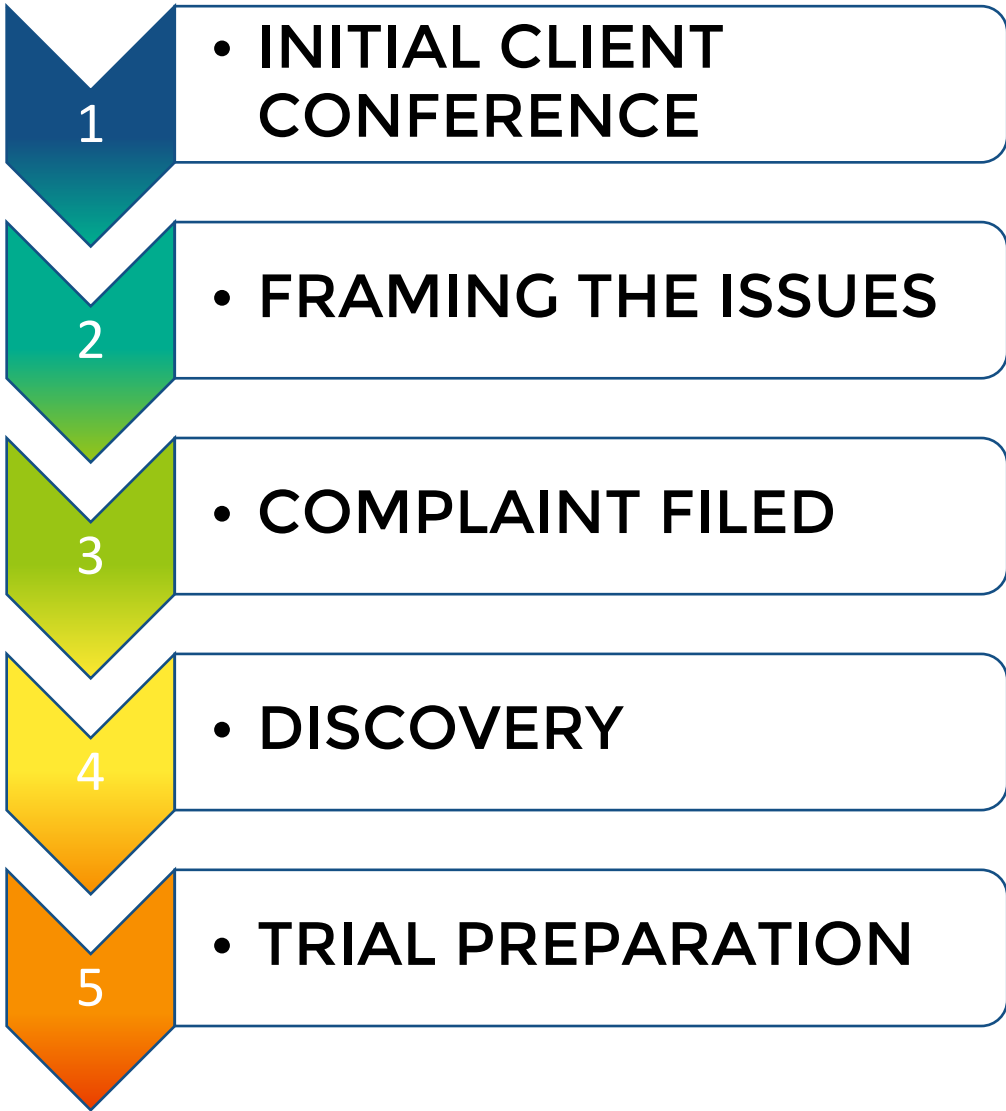 1
• INITIAL CLIENT
CONFERENCE
2
• FRAMING THE ISSUES
3
• COMPLAINT FILED
4
• DISCOVERY
5
• TRIAL PREPARATION